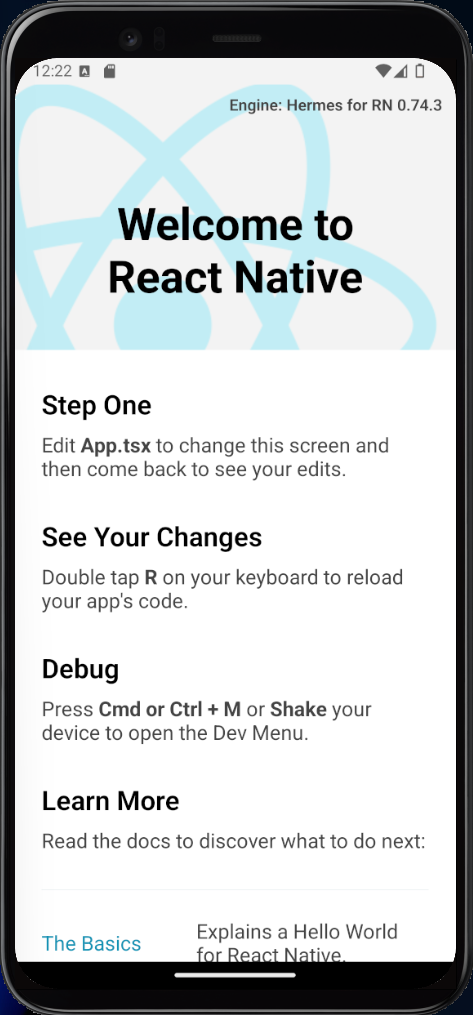 12:22
Engine: Hermes for RN 0.74.3
Welcome to
React Native
Step One
Edit App.tsx to change this screen and
then come back to see your edits.
See Your Changes
Double tap R on your keyboard to reload
your app's code.
Debug
Press Cmd or Ctrl + M or Shake your
device to open the Dev Menu.
Learn More
Read the docs to discover what to do next:
The Basics
Explains a Hello World
for React Native.